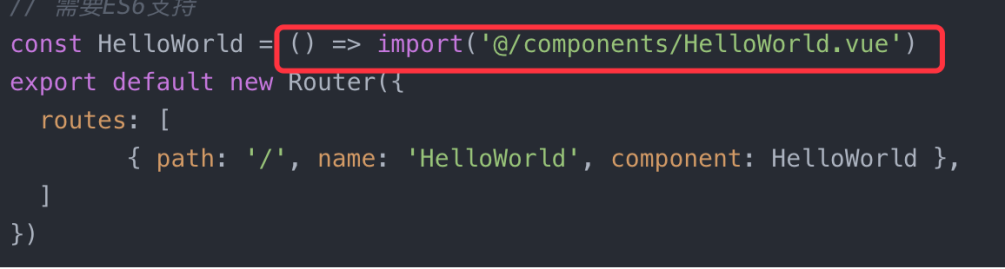 // 需要ES6支持
const HelloWorld = () => import('@/components/HelloWorld.vue')
export default new Router({
  routes: [
        { path: '/', name: 'HelloWorld', component: HelloWorld },
  ]
})